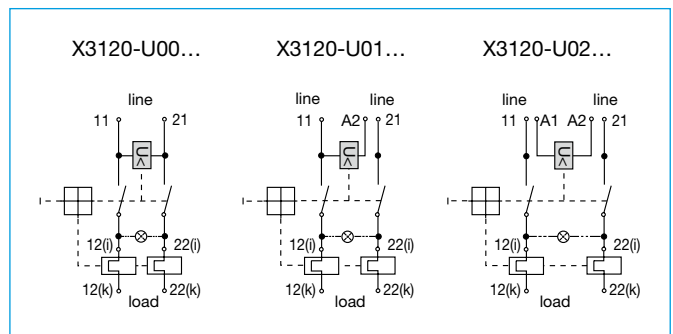 X3120-U00... X3120-U01... X3120-U02...
line line line line line
11 21 11 A2 21 11 A1 A2 21
U< U< U<
12(i) 22(i) 12(i) 22(i) 12(i) 22(i)
12(k) 22(k) 12(k) 22(k) 12(k) 22(k)
load load load